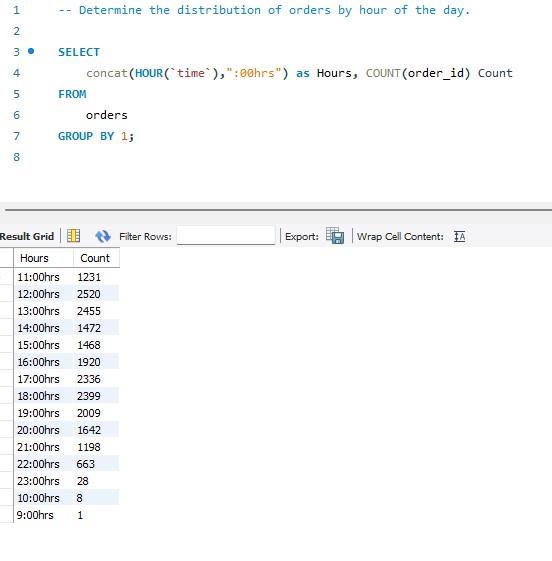 1 -- Determine the distribution of orders by hour of the day.
2
3 SELECT
4 concat(HOUR(`time`),":00hrs") as Hours, COUNT(order_id) Count
5 FROM
6 orders
7 GROUP BY 1;
8
Result Grid Filter Rows: Export: Wrap Cell Content: IA
Hours Count
11:00hrs 1231
12:00hrs 2520
13:00hrs 2455
14:00hrs 1472
15:00hrs 1468
16:00hrs 1920
17:00hrs 2336
18:00hrs 2399
19:00hrs 2009
20:00hrs 1642
21:00hrs 1198
22:00hrs 663
23:00hrs 28
10:00hrs 8
9:00hrs 1